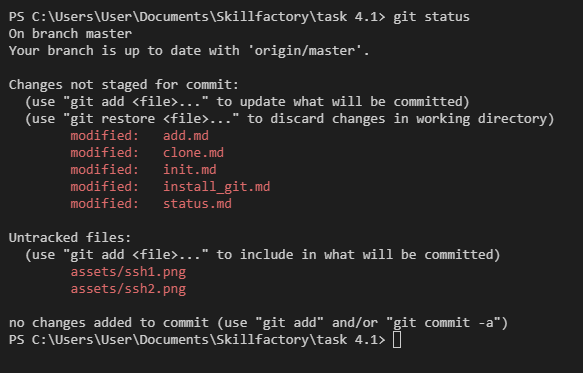 PS C:\Users\User\Documents\Skillfactory\task 4.1> git status
On branch master
Your branch is up to date with 'origin/master'.
Changes not staged for commit:
(use "git add <file>..." to update what will be committed)
(use "git restore <file>..." to discard changes in working directory)
modified: add.md
modified: clone.md
modified: init.md
modified: install_git.md
modified: status.md
Untracked files:
(use "git add <file>..." to include in what will be committed)
assets/ssh1.png
assets/ssh2.png
no changes added to commit (use "git add" and/or "git commit -a")
PS C:\Users\User\Documents\Skillfactory\task 4.1>